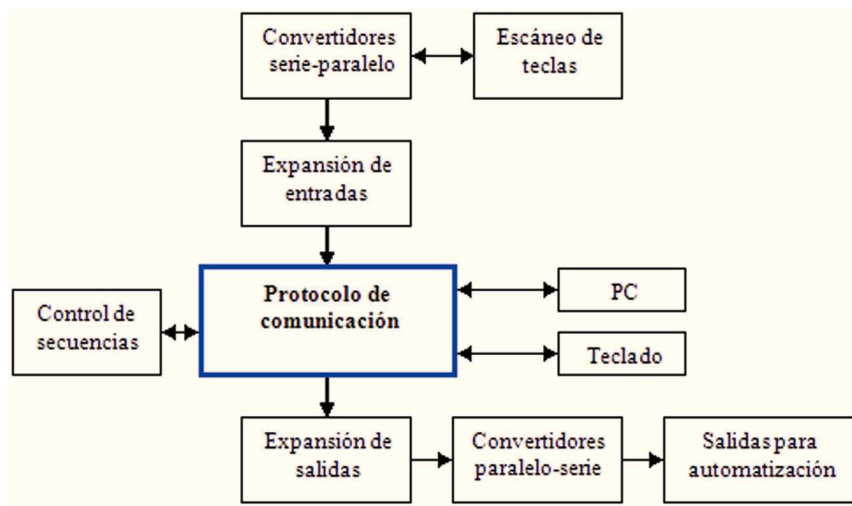 Convertidores
serie-paralelo
Escáneo de
teclas
Expansión de
entradas
Protocolo de
comunicación
PC
Control de
secuencias
Teclado
Expansión de
salidas
Convertidores
paralelo-serie
Salidas para
automatización